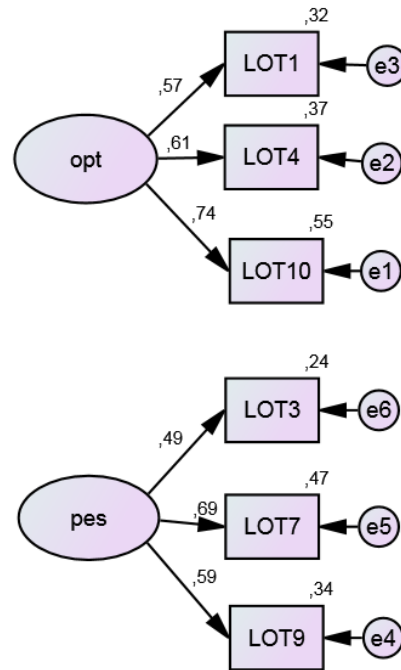 ,32
LOT1
e3
,57
,37
opt
,61
LOT4
e2
,74
,55
LOT10
e1
,24
LOT3
e6
,49
,47
pes
,69
LOT7
e5
,59
,34
LOT9
e4